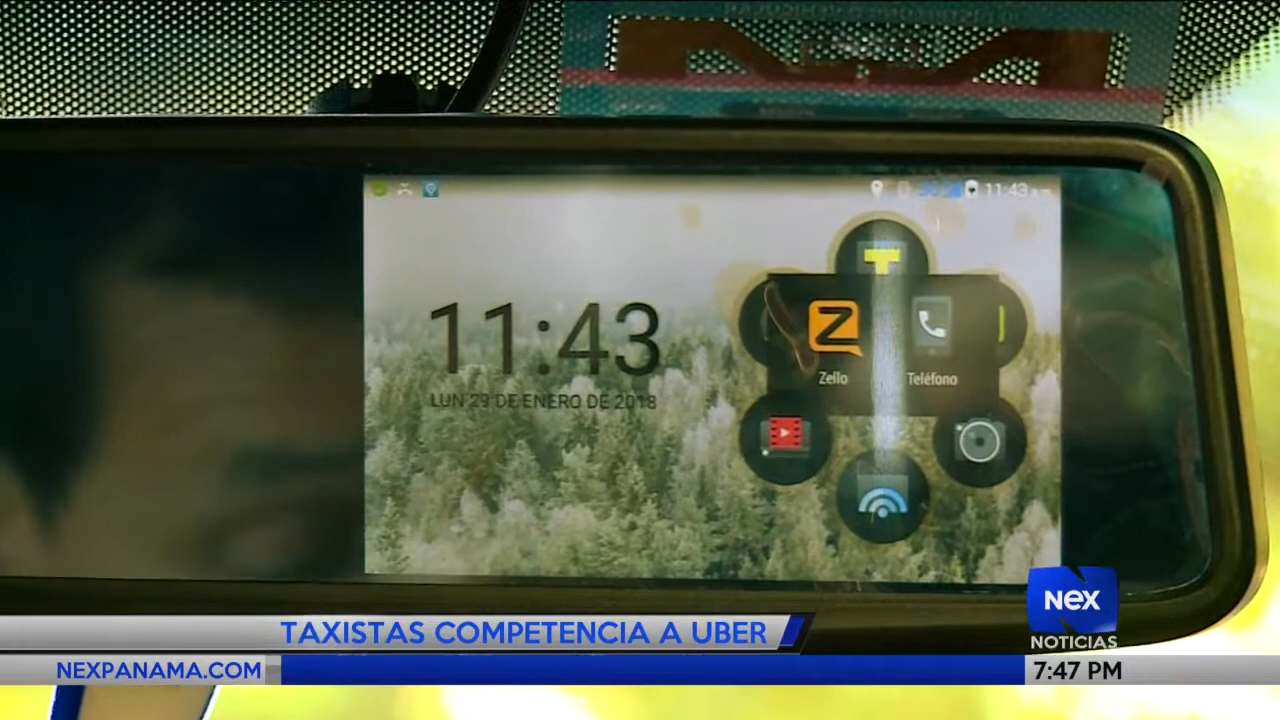 11:43
11:43
LUN 29 DE ENERO DE 2018
Zello
Teléfono
TAXISTAS COMPETENCIA A UBER
nex
NOTICIAS
NEXPANAMA.COM
7:47 PM